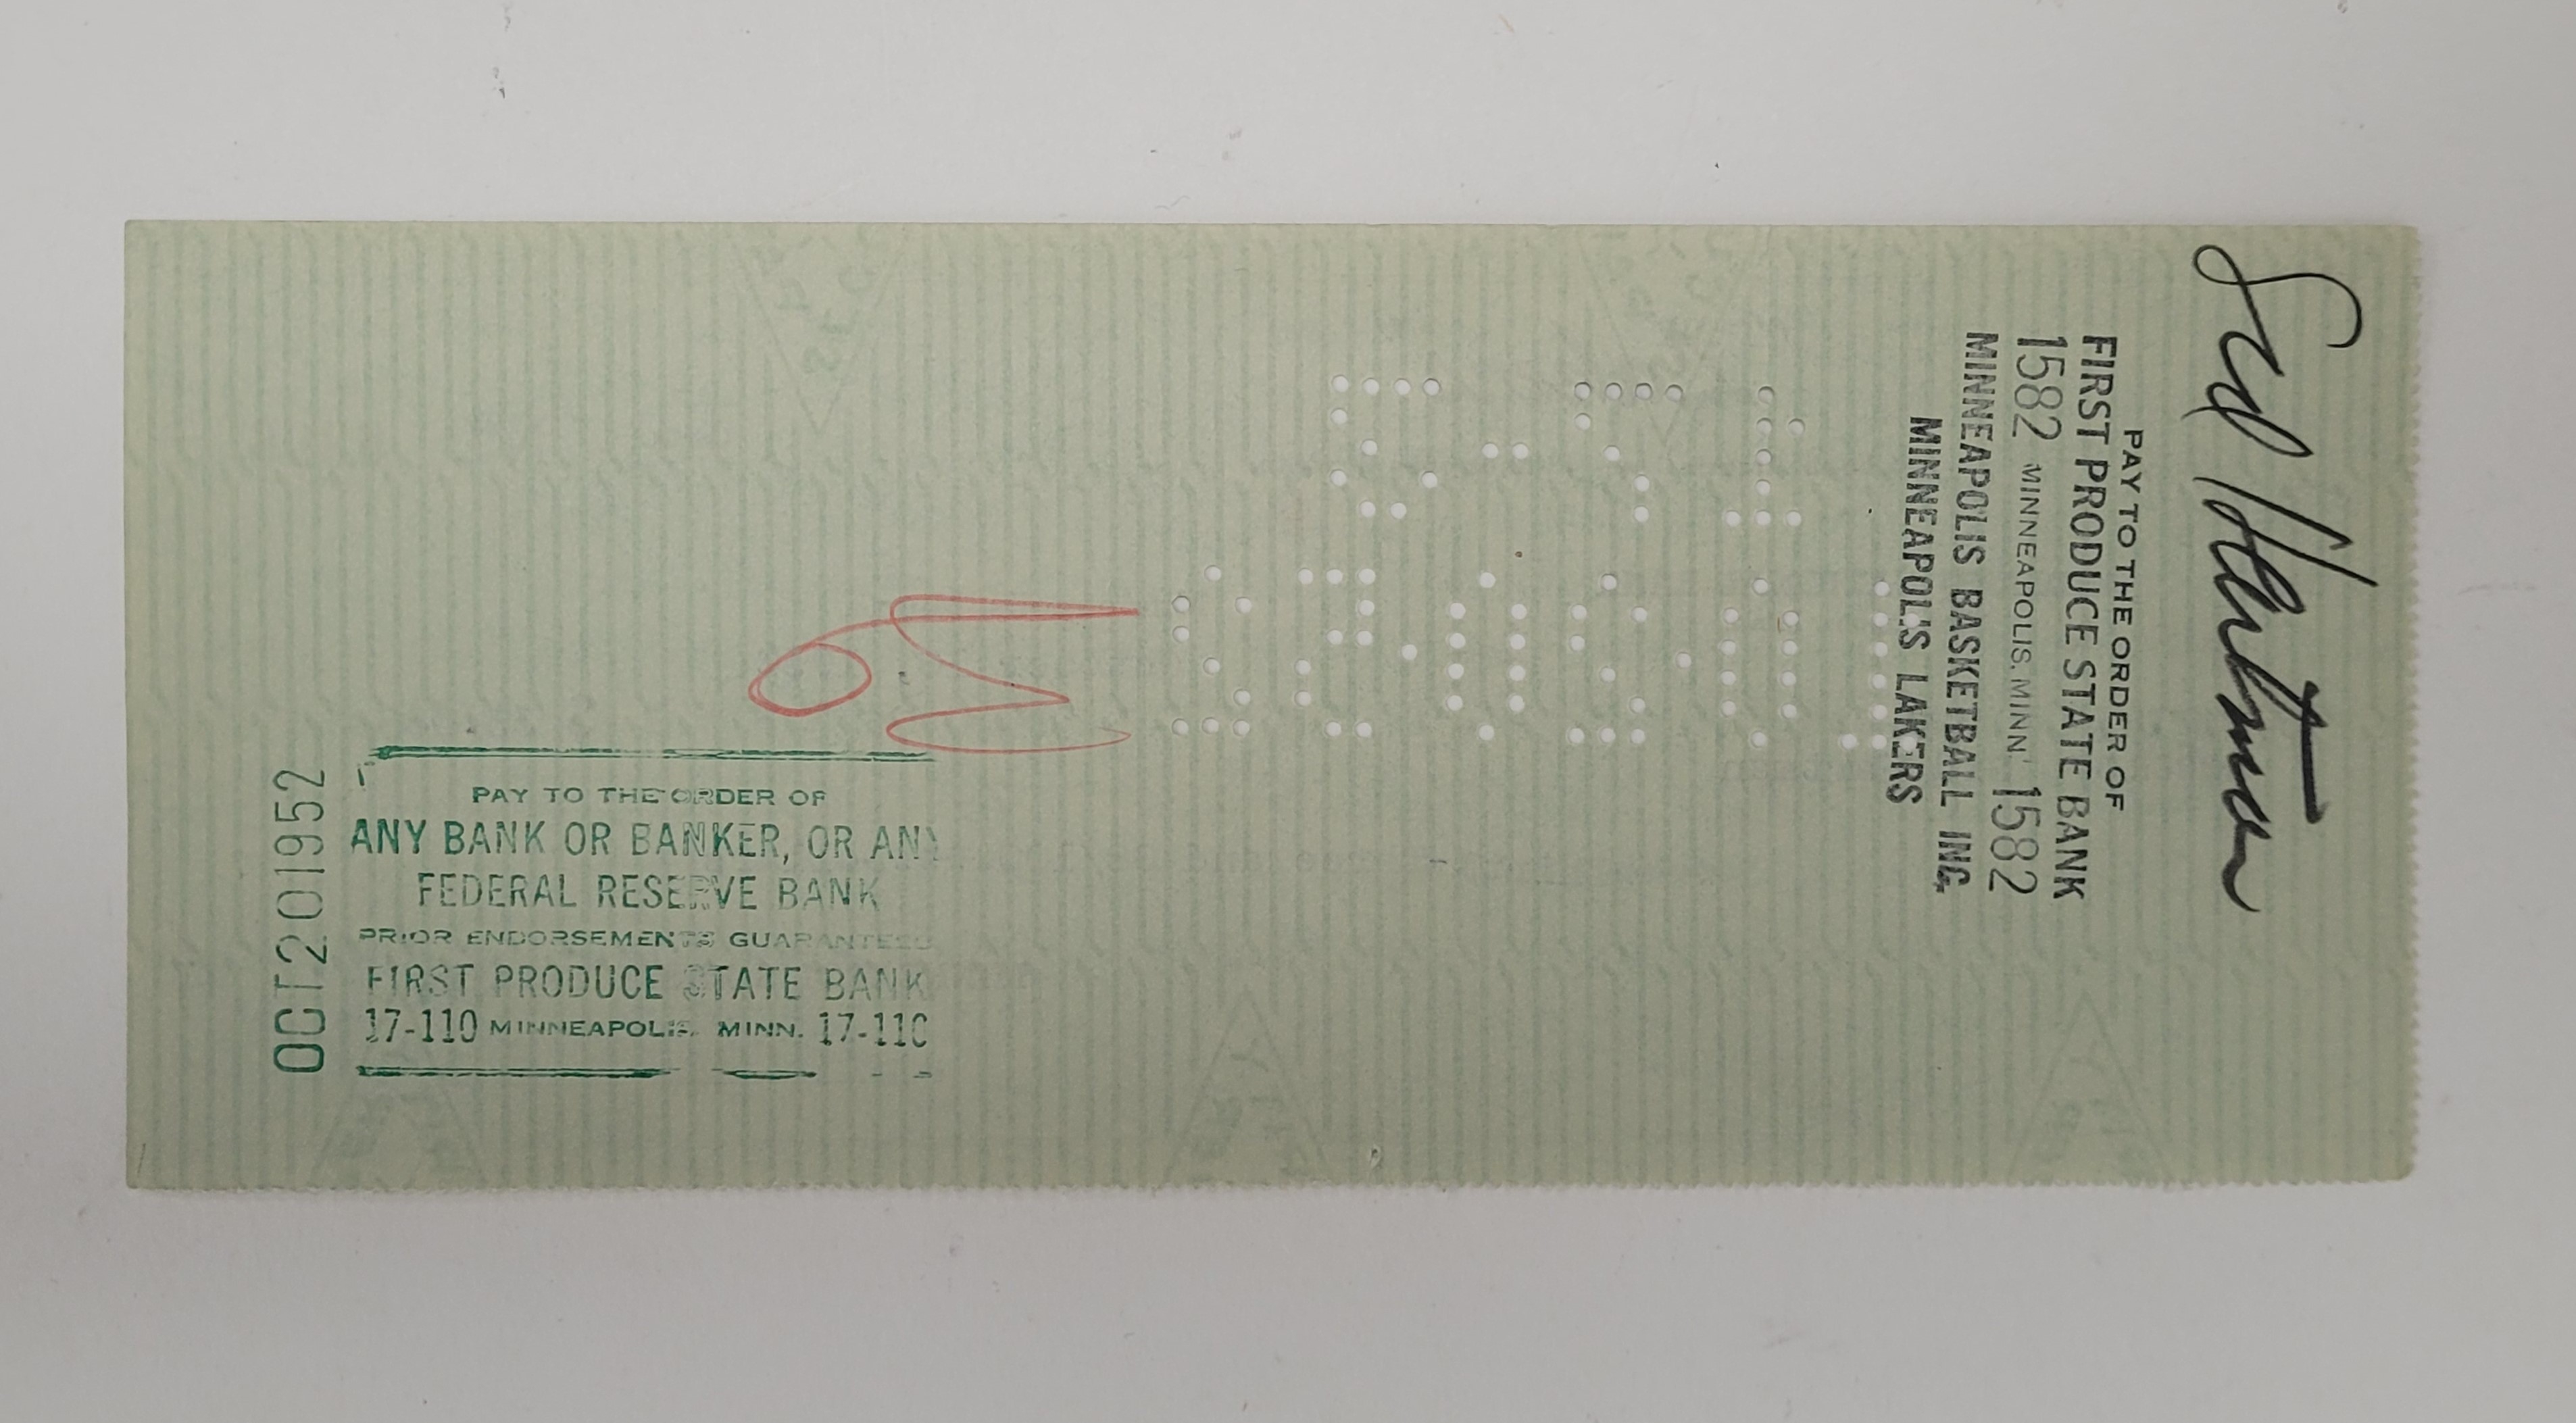 Sid Hartman
PAY TO THE ORDER OF
FIRST PRODUCE STATE BANK
1582 MINNEAPOLIS, MINN. 1582
MINNEAPOLIS BASKETBALL INC.
MINNEAPOLIS LAKERS
OCT 20 1952
PAY TO THE ORDER OF
ANY BANK OR BANKER, OR ANY
FEDERAL RESERVE BANK
PRIOR ENDORSEMENTS GUARANTEED
FIRST PRODUCE STATE BANK
17-110 MINNEAPOLIS, MINN. 17-110